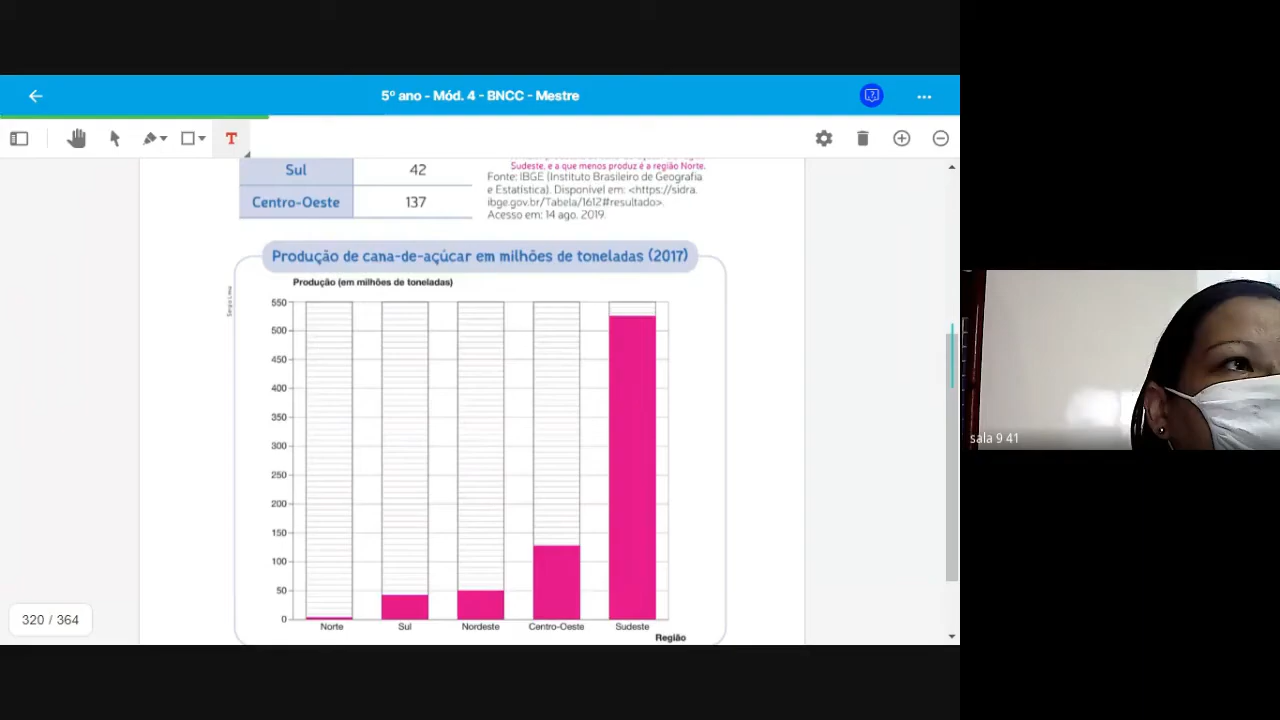 5º ano - Mód. 4 - BNCC - Mestre
T
Sudeste, e a que menos produz é a região Norte.
Sul 42
Fonte: IBGE (Instituto Brasileiro de Geografia
e Estatística). Disponível em: <https://sidra.
Centro-Oeste 137
ibge.gov.br/Tabela/1612#resultado>.
Acesso em: 14 ago. 2019.
Produção de cana-de-açúcar em milhões de toneladas (2017)
Produção (em milhões de toneladas)
550
500
450
400
350
300
250
200
150
100
50
0
Norte Sul Nordeste Centro-Oeste Sudeste
Região
320 / 364
sala 9 41